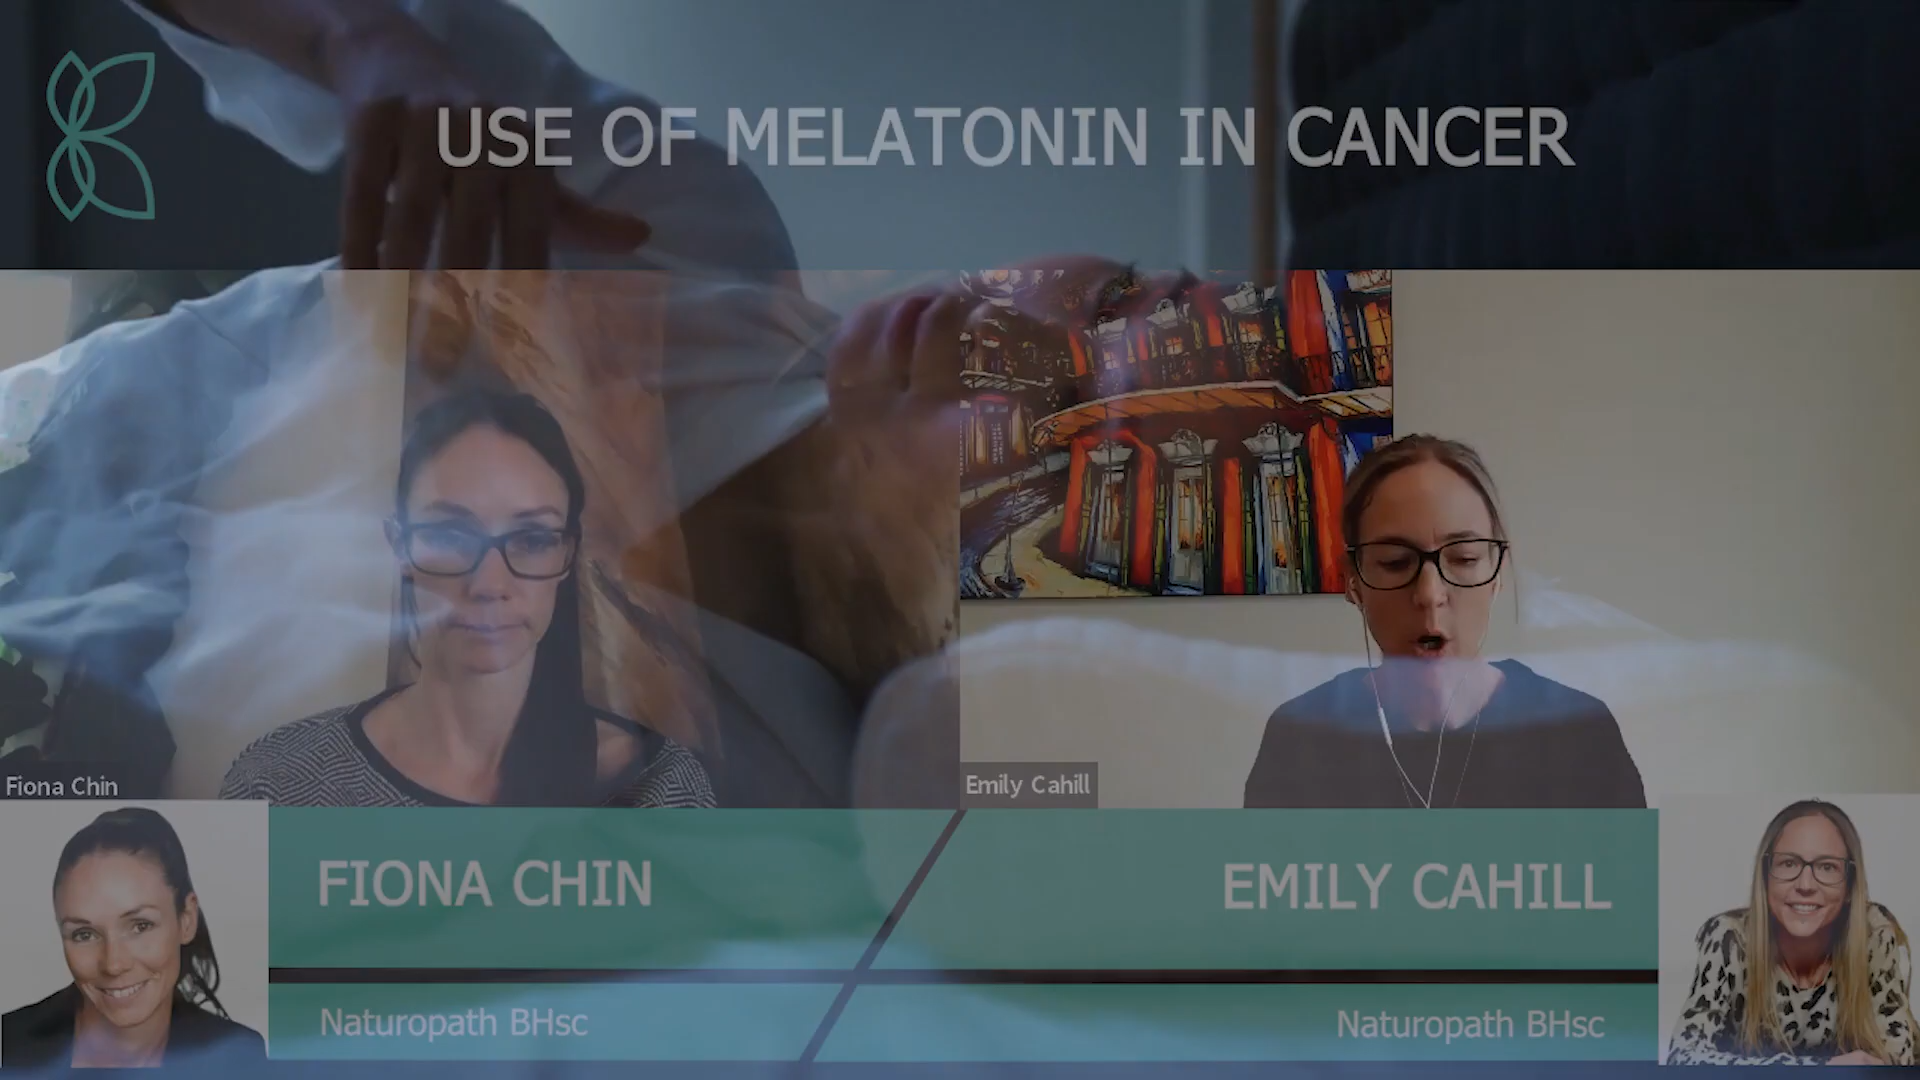 USE OF MELATONIN IN CANCER
Fiona Chin
Emily Cahill
FIONA CHIN
EMILY CAHILL
Naturopath BHsc
Naturopath BHsc